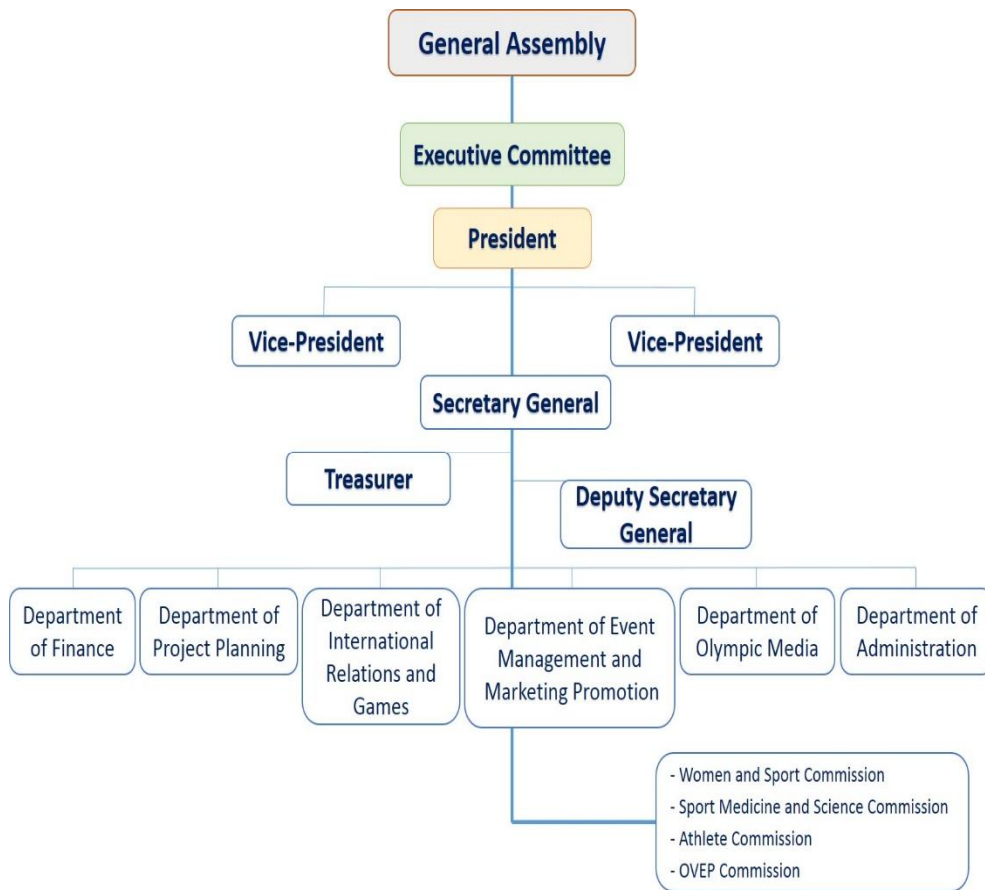 General Assembly
Executive Committee
President
Vice-President
Vice-President
Secretary General
Treasurer
Deputy Secretary
General
Department
of Finance
Department of
Project Planning
Department of
International
Relations and
Games
Department of Event
Management and
Marketing Promotion
Department of
Olympic Media
Department of
Administration
- Women and Sport Commission
- Sport Medicine and Science Commission
- Athlete Commission
- OVEP Commission